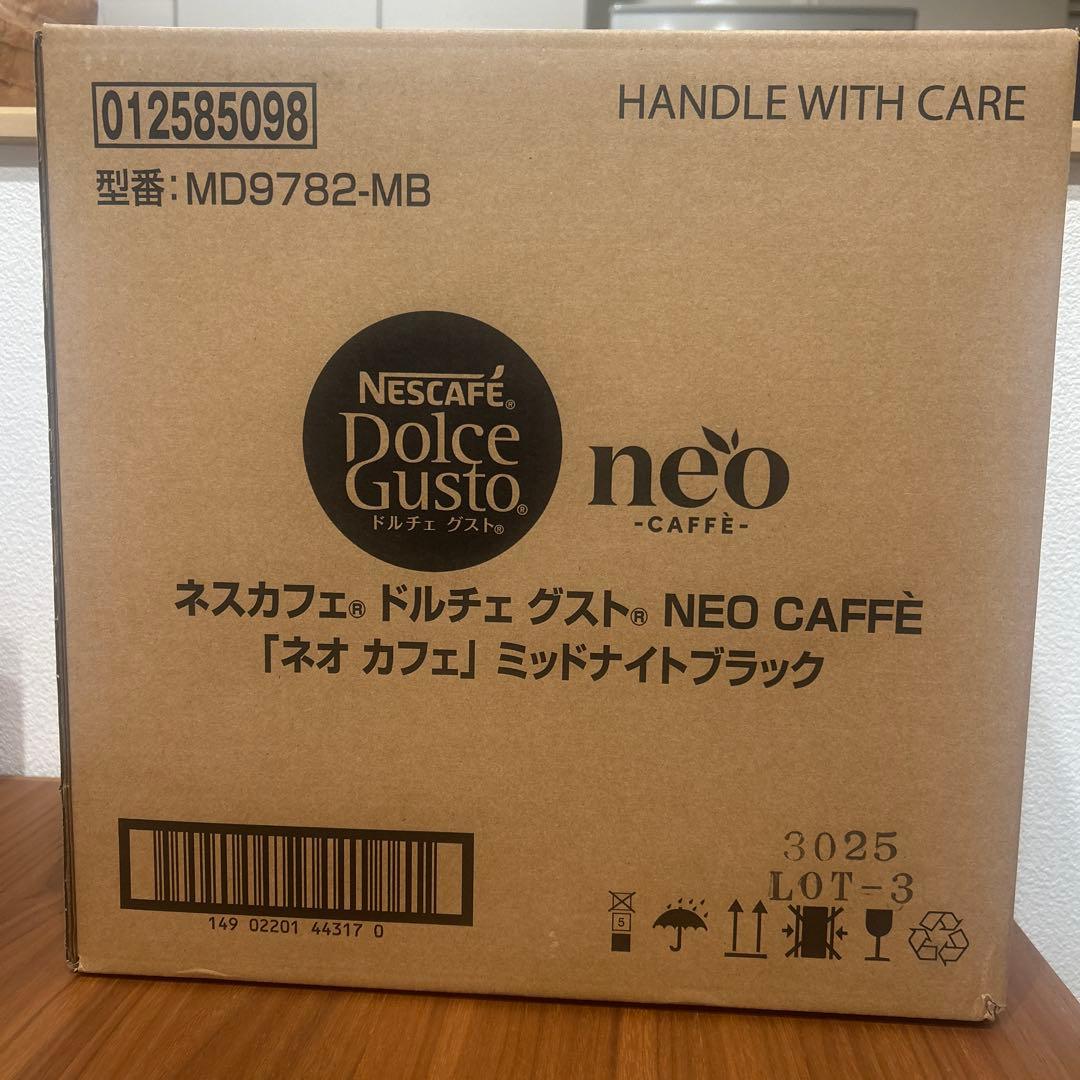 012585098
HANDLE WITH CARE
型番：MD9782-MB
NESCAFÉ®
Dolce
Gusto®
ドルチェ グスト®
neo
-CAFFÈ-
ネスカフェ® ドルチェ グスト® NEO CAFFÈ
「ネオ カフェ」 ミッドナイトブラック
149 02201 44317 0
3025
LOT-3
5